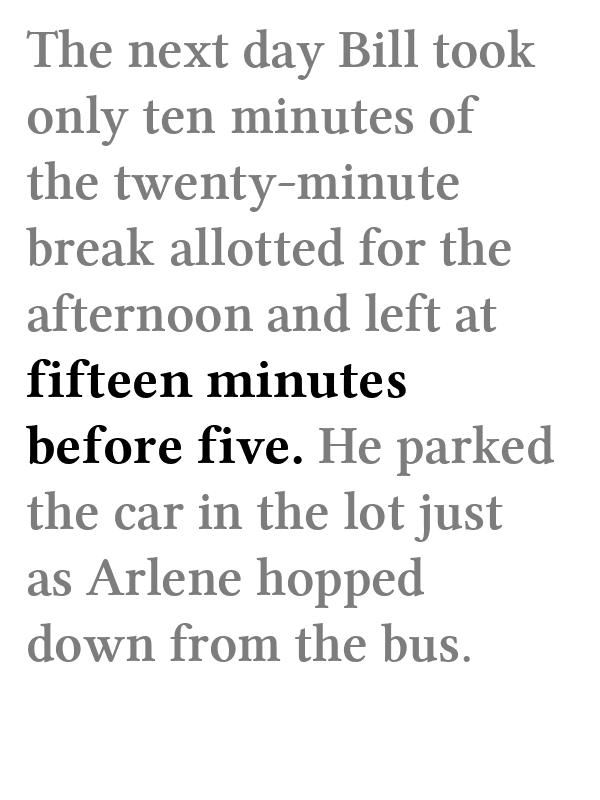 The next day Bill took
only ten minutes of
the twenty-minute
break allotted for the
afternoon and left at
fifteen minutes
before five. He parked
the car in the lot just
as Arlene hopped
down from the bus.